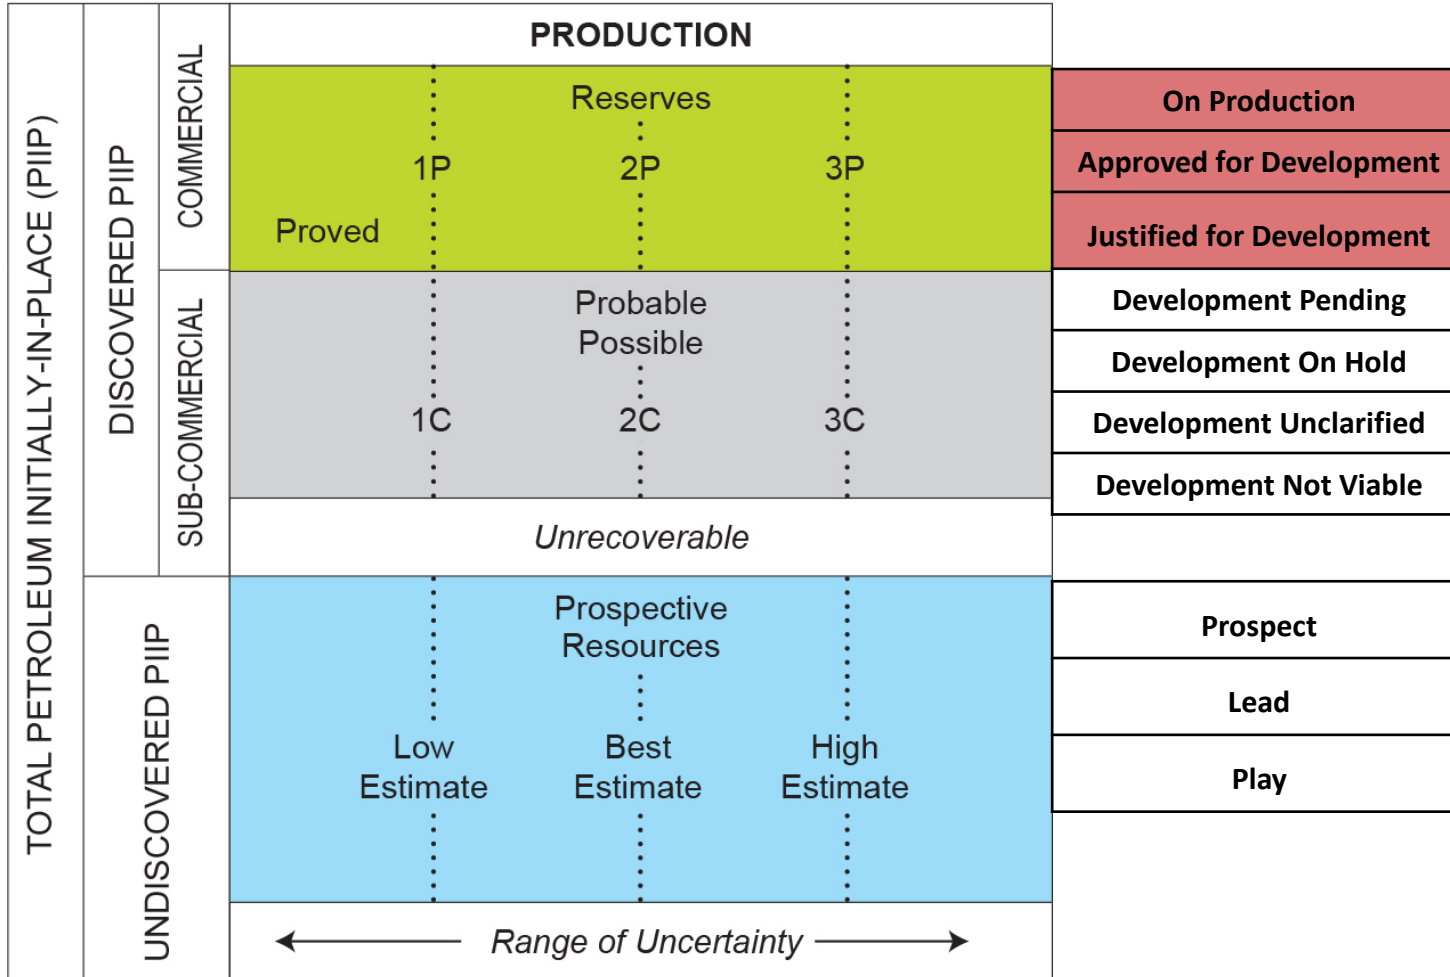 TOTAL PETROLEUM INITIALLY-IN-PLACE (PIIP)
DISCOVERED PIIP
COMMERCIAL
SUB-COMMERCIAL
UNDISCOVERED PIIP
PRODUCTION
Reserves
1P 2P 3P
Proved
Probable
Possible
1C 2C 3C
Unrecoverable
Prospective
Resources
Low
Estimate
Best
Estimate
High
Estimate
Range of Uncertainty
On Production
Approved for Development
Justified for Development
Development Pending
Development On Hold
Development Unclarified
Development Not Viable
Prospect
Lead
Play